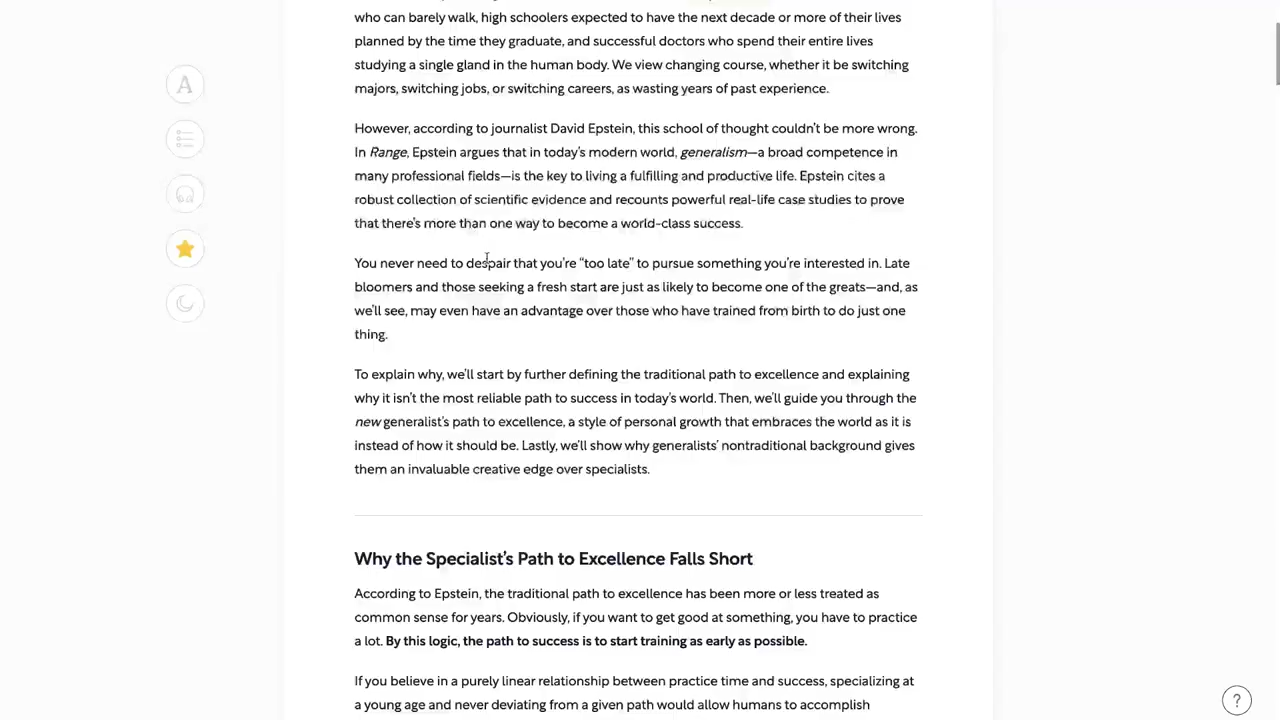 who can barely walk, high schoolers expected to have the next decade or more of their lives
planned by the time they graduate, and successful doctors who spend their entire lives
studying a single gland in the human body. We view changing course, whether it be switching
majors, switching jobs, or switching careers, as wasting years of past experience.
However, according to journalist David Epstein, this school of thought couldn't be more wrong.
In Range, Epstein argues that in today's modern world, generalism—a broad competence in
many professional fields—is the key to living a fulfilling and productive life. Epstein cites a
robust collection of scientific evidence and recounts powerful real-life case studies to prove
that there's more than one way to become a world-class success.
You never need to despair that you're “too late” to pursue something you're interested in. Late
bloomers and those seeking a fresh start are just as likely to become one of the greats—and, as
we'll see, may even have an advantage over those who have trained from birth to do just one
thing.
To explain why, we'll start by further defining the traditional path to excellence and explaining
why it isn't the most reliable path to success in today's world. Then, we'll guide you through the
new generalist's path to excellence, a style of personal growth that embraces the world as it is
instead of how it should be. Lastly, we'll show why generalists' nontraditional background gives
them an invaluable creative edge over specialists.
Why the Specialist's Path to Excellence Falls Short
According to Epstein, the traditional path to excellence has been more or less treated as
common sense for years. Obviously, if you want to get good at something, you have to practice
a lot. By this logic, the path to success is to start training as early as possible.
If you believe in a purely linear relationship between practice time and success, specializing at
a young age and never deviating from a given path would allow humans to accomplish
A
?